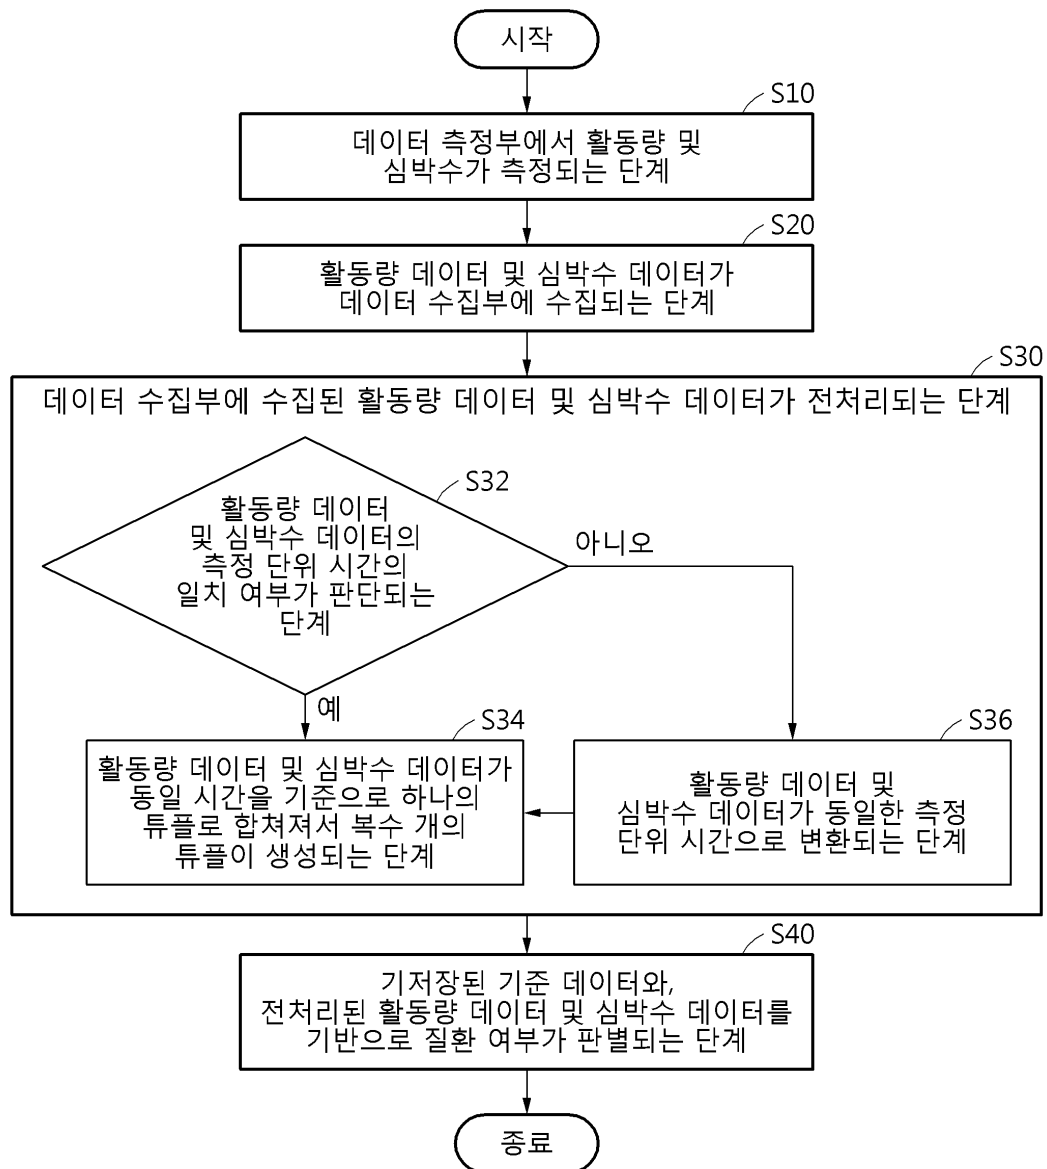 시작
S10
데이터 측정부에서 활동량 및
심박수가 측정되는 단계
S20
활동량 데이터 및 심박수 데이터가
데이터 수집부에 수집되는 단계
S30
데이터 수집부에 수집된 활동량 데이터 및 심박수 데이터가 전처리되는 단계
S32
활동량 데이터
및 심박수 데이터의
측정 단위 시간의
일치 여부가 판단되는
단계
아니오
예
S34
활동량 데이터 및 심박수 데이터가
동일 시간을 기준으로 하나의
튜플로 합쳐져서 복수 개의
튜플이 생성되는 단계
S36
활동량 데이터 및
심박수 데이터가 동일한 측정
단위 시간으로 변환되는 단계
S40
기저장된 기준 데이터와,
전처리된 활동량 데이터 및 심박수 데이터를
기반으로 질환 여부가 판별되는 단계
종료